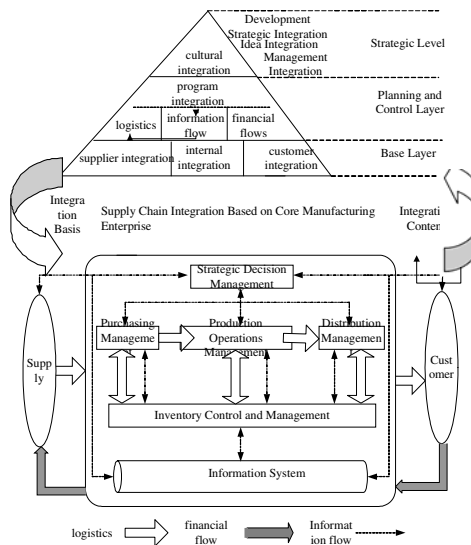 Development
Strategic Integration
Idea Integration
Management
Integration
Strategic Level
cultural
integration
program
integration
Planning and
Control Layer
logistics
information
flow
financial
flows
supplier integration
internal
integration
customer
integration
Base Layer
Integra
tion
Basis
Supply Chain Integration Based on Core Manufacturing
Enterprise
Integrati
Conten
Strategic Decision
Management
Purchasing
Manageme
Production
Operations
Management
Distribution
Managemen
Supp
ly
Cust
omer
Inventory Control and Management
Information System
logistics
financial
flow
Informat
ion flow